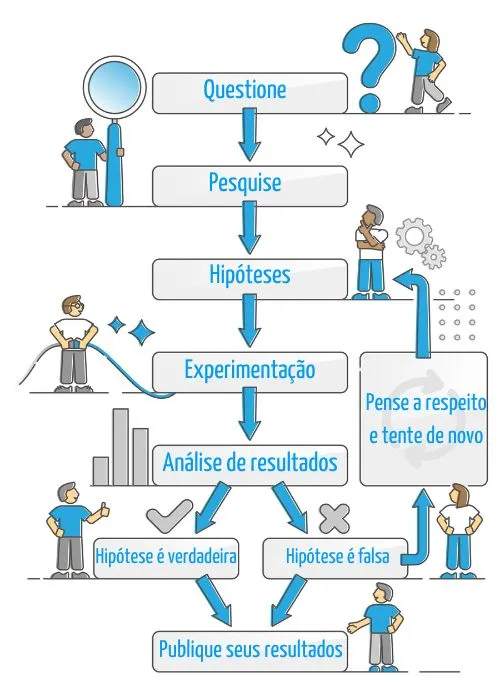 Questione
Pesquise
Hipóteses
Experimentação
Pense a respeito
e tente de novo
Análise de resultados
Hipótese é verdadeira
Hipótese é falsa
Publique seus resultados